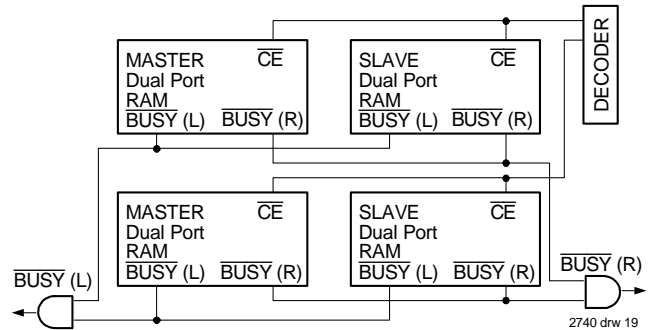 MASTER
Dual Port
RAM
CE
BUSY (L) BUSY (R)
SLAVE
Dual Port
RAM
CE
BUSY (L) BUSY (R)
DECODER
MASTER
Dual Port
RAM
CE
BUSY (L) BUSY (R)
SLAVE
Dual Port
RAM
CE
BUSY (L) BUSY (R)
BUSY (L)
BUSY (R)
2740 drw 19